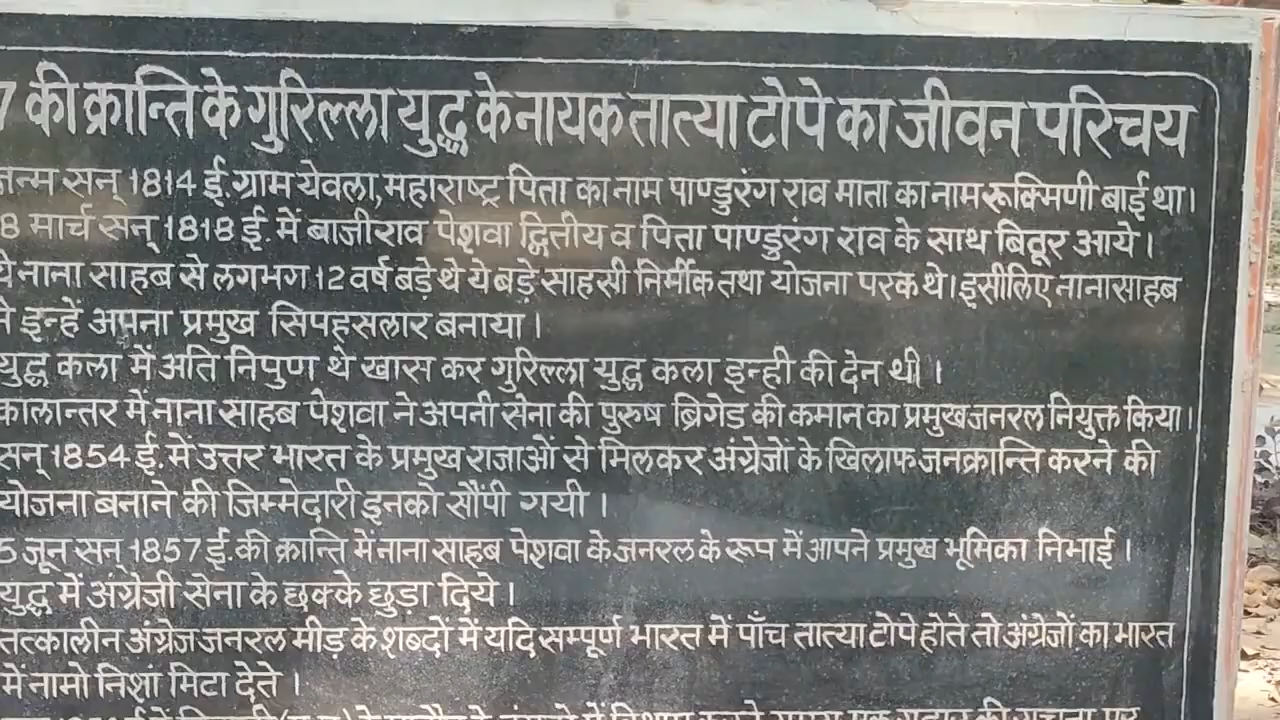 7 की क्रान्ति के गुरिल्ला युद्ध के नायक तात्या टोपे का जीवन परिचय
जन्म सन् 1814 ई. ग्राम येवला, महाराष्ट्र पिता का नाम पाण्डुरंग राव माता का नाम रूक्मिणी बाई था।
8 मार्च सन् 1818 ई. में बाजीराव पेशवा द्वितीय व पिता पाण्डुरंग राव के साथ बितूर आये।
ये नाना साहब से लगभग 12 वर्ष बड़े थे ये बड़े साहसी निर्मीक तथा योजना परक थे। इसीलिए नाना साहब
ने इन्हें अपना प्रमुख सिपहसलार बनाया।
युद्ध कला में अति निपुण थे खास कर गुरिल्ला युद्ध कला इन्ही की देन थी।
कालान्तर में नाना साहब पेशवा ने अपनी सेना की पुरुष ब्रिगेड की कमान का प्रमुख जनरल नियुक्त किया।
सन् 1854 ई. में उत्तर भारत के प्रमुख राजाओं से मिलकर अंग्रेजों के खिलाफ जनक्रान्ति करने की
योजना बनाने की जिम्मेदारी इनको सौंपी गयी।
5 जून सन् 1857 ई. की क्रान्ति में नाना साहब पेशवा के जनरल के रूप में आपने प्रमुख भूमिका निभाई।
युद्ध में अंग्रेजी सेना के छक्के छुडा दिये।
तत्कालीन अंग्रेज जनरल मीड़ के शब्दों में यदि सम्पूर्ण भारत में पाँच तात्या टोपे होते तो अंग्रेजों का भारत
में नामो निशां मिटा देते।